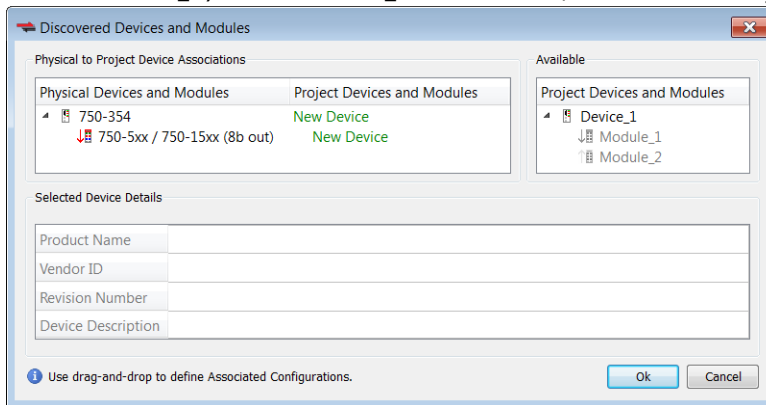 Discovered Devices and Modules
Physical to Project Device Associations
Available
Physical Devices and Modules Project Devices and Modules
Project Devices and Modules
750-354 New Device
Device_1
750-5xx / 750-15xx (8b out) New Device
Module_1
Module_2
Selected Device Details
Product Name
Vendor ID
Revision Number
Device Description
Use drag-and-drop to define Associated Configurations.
Ok Cancel